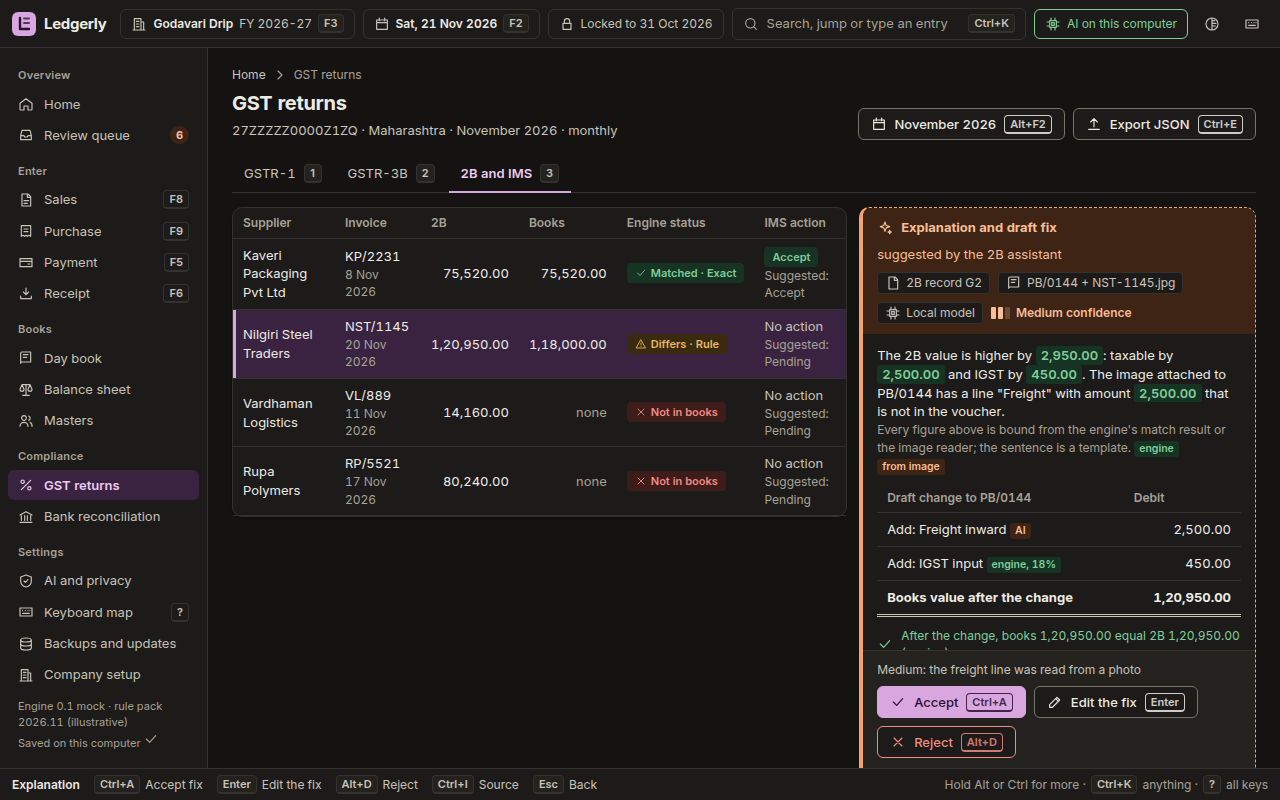 Ledgerly
Godavari Drip FY 2026-27 F3
Sat, 21 Nov 2026 F2
Locked to 31 Oct 2026
Search, jump or type an entry Ctrl+K
AI on this computer
Overview
Home
Review queue 6
Enter
Sales F8
Purchase F9
Payment F5
Receipt F6
Books
Day book
Balance sheet
Masters
Compliance
GST returns
Bank reconciliation
Settings
AI and privacy
Keyboard map ?
Backups and updates
Company setup
Engine 0.1 mock · rule pack
2026.11 (illustrative)
Saved on this computer
Home > GST returns
GST returns
27ZZZZZ0000Z1ZQ · Maharashtra · November 2026 · monthly
November 2026 Alt+F2
Export JSON Ctrl+E
GSTR-1 1 GSTR-3B 2 2B and IMS 3
Supplier Invoice 2B Books Engine status IMS action
Kaveri Packaging Pvt Ltd KP/2231 8 Nov 2026 75,520.00 75,520.00 Matched · Exact Accept Suggested: Accept
Nilgiri Steel Traders NST/1145 20 Nov 2026 1,20,950.00 1,18,000.00 Differs · Rule No action Suggested: Pending
Vardhaman Logistics VL/889 11 Nov 2026 14,160.00 none Not in books No action Suggested: Pending
Rupa Polymers RP/5521 17 Nov 2026 80,240.00 none Not in books No action Suggested: Pending
Explanation and draft fix
suggested by the 2B assistant
2B record G2 PB/0144 + NST-1145.jpg
Local model Medium confidence
The 2B value is higher by 2,950.00 : taxable by
2,500.00 and IGST by 450.00 . The image attached to
PB/0144 has a line "Freight" with amount 2,500.00 that
is not in the voucher.
Every figure above is bound from the engine's match result or
the image reader; the sentence is a template. engine
from image
Draft change to PB/0144 Debit
Add: Freight inward AI 2,500.00
Add: IGST input engine, 18% 450.00
Books value after the change 1,20,950.00
After the change, books 1,20,950.00 equal 2B 1,20,950.00
Medium: the freight line was read from a photo
Accept Ctrl+A
Edit the fix Enter
Reject Alt+D
Explanation Ctrl+A Accept fix Enter Edit the fix Alt+D Reject Ctrl+I Source Esc Back
Hold Alt or Ctrl for more · Ctrl+K anything · ? all keys